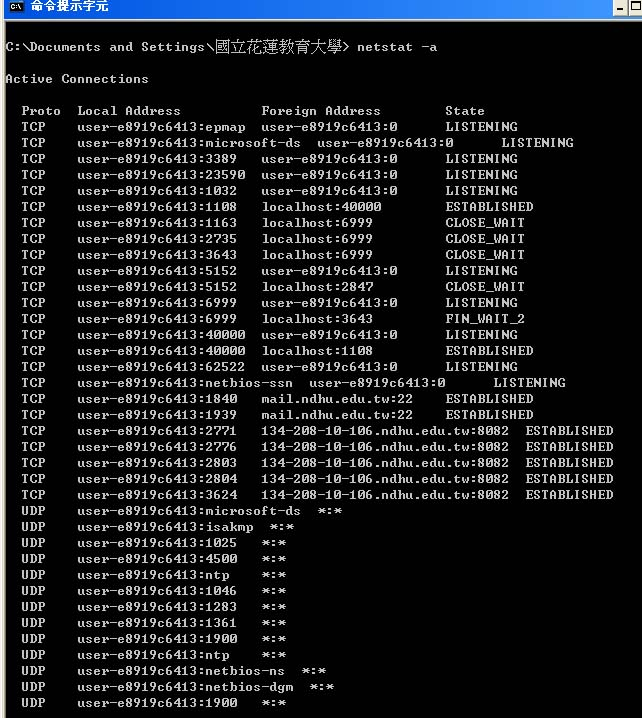 命令提示字元
C:\Documents and Settings\國立花蓮教育大學> netstat -a
Active Connections
Proto  Local Address          Foreign Address        State
TCP    user-e8919c6413:epmap  user-e8919c6413:0      LISTENING
TCP    user-e8919c6413:microsoft-ds  user-e8919c6413:0      LISTENING
TCP    user-e8919c6413:3389   user-e8919c6413:0      LISTENING
TCP    user-e8919c6413:23590  user-e8919c6413:0      LISTENING
TCP    user-e8919c6413:1032   user-e8919c6413:0      LISTENING
TCP    user-e8919c6413:1108   localhost:40000        ESTABLISHED
TCP    user-e8919c6413:1163   localhost:6999         CLOSE_WAIT
TCP    user-e8919c6413:2735   localhost:6999         CLOSE_WAIT
TCP    user-e8919c6413:3643   localhost:6999         CLOSE_WAIT
TCP    user-e8919c6413:5152   user-e8919c6413:0      LISTENING
TCP    user-e8919c6413:5152   localhost:2847         CLOSE_WAIT
TCP    user-e8919c6413:6999   user-e8919c6413:0      LISTENING
TCP    user-e8919c6413:6999   localhost:3643         FIN_WAIT_2
TCP    user-e8919c6413:40000  user-e8919c6413:0      LISTENING
TCP    user-e8919c6413:40000  localhost:1108         ESTABLISHED
TCP    user-e8919c6413:62522  user-e8919c6413:0      LISTENING
TCP    user-e8919c6413:netbios-ssn  user-e8919c6413:0      LISTENING
TCP    user-e8919c6413:1840   mail.ndhu.edu.tw:22    ESTABLISHED
TCP    user-e8919c6413:1939   mail.ndhu.edu.tw:22    ESTABLISHED
TCP    user-e8919c6413:2771   134-208-10-106.ndhu.edu.tw:8082  ESTABLISHED
TCP    user-e8919c6413:2776   134-208-10-106.ndhu.edu.tw:8082  ESTABLISHED
TCP    user-e8919c6413:2803   134-208-10-106.ndhu.edu.tw:8082  ESTABLISHED
TCP    user-e8919c6413:2804   134-208-10-106.ndhu.edu.tw:8082  ESTABLISHED
TCP    user-e8919c6413:3624   134-208-10-106.ndhu.edu.tw:8082  ESTABLISHED
UDP    user-e8919c6413:microsoft-ds  *:*
UDP    user-e8919c6413:isakmp  *:*
UDP    user-e8919c6413:1025   *:*
UDP    user-e8919c6413:4500   *:*
UDP    user-e8919c6413:ntp    *:*
UDP    user-e8919c6413:1046   *:*
UDP    user-e8919c6413:1283   *:*
UDP    user-e8919c6413:1361   *:*
UDP    user-e8919c6413:1900   *:*
UDP    user-e8919c6413:ntp    *:*
UDP    user-e8919c6413:netbios-ns  *:*
UDP    user-e8919c6413:netbios-dgm  *:*
UDP    user-e8919c6413:1900   *:*